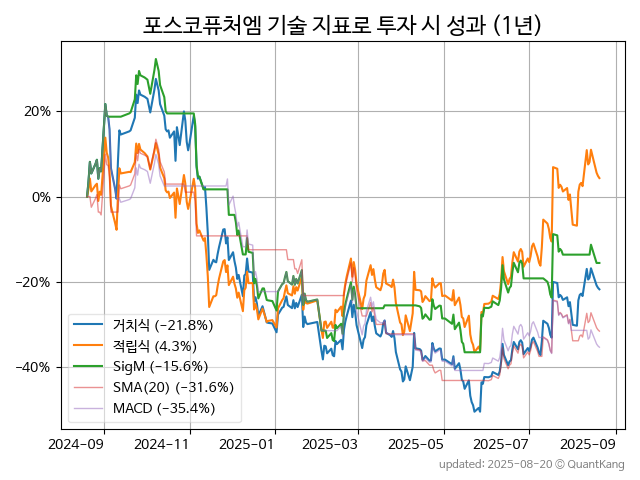 포스코퓨처엠 기술 지표로 투자 시 성과 (1년)
20%
0%
−20%
−40%
거치식 (−21.8%)
적립식 (4.3%)
SigM (−15.6%)
SMA(20) (−31.6%)
MACD (−35.4%)
2024-09 2024-11 2025-01 2025-03 2025-05 2025-07 2025-09
updated: 2025-08-20 © QuantKang